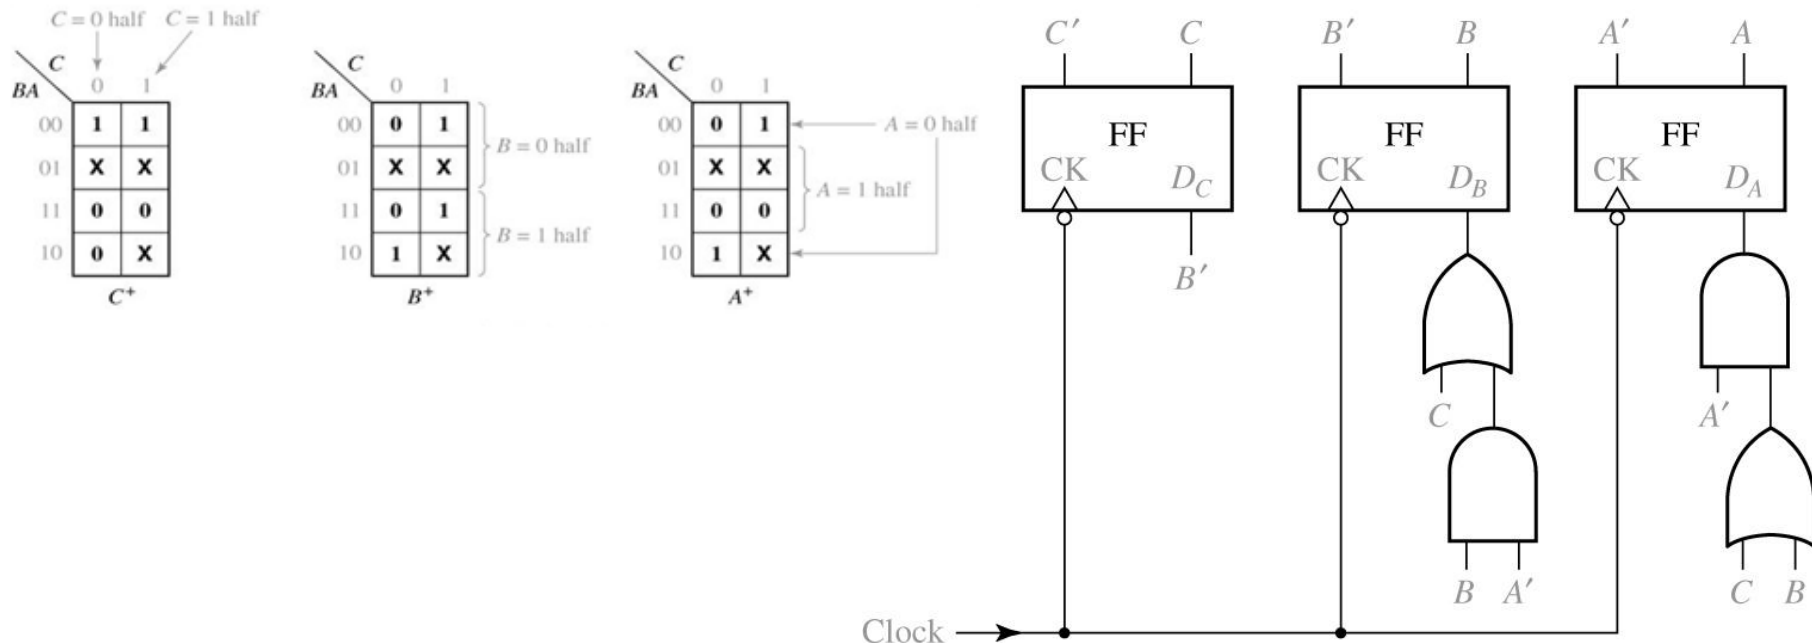 C = 0 half C = 1 half
C
BA 0 1
00 1 1
01 X X
11 0 0
10 0 X
C⁺
C
BA 0 1
00 0 1
01 X X
11 0 1
10 1 X
B = 0 half
B = 1 half
B⁺
C
BA 0 1
00 0 1
01 X X
11 0 0
10 1 X
A = 0 half
A = 1 half
A⁺
C′ C B′ B A′ A
FF FF FF
CK D_C CK D_B CK D_A
B′
C A′
B A′ C B
Clock